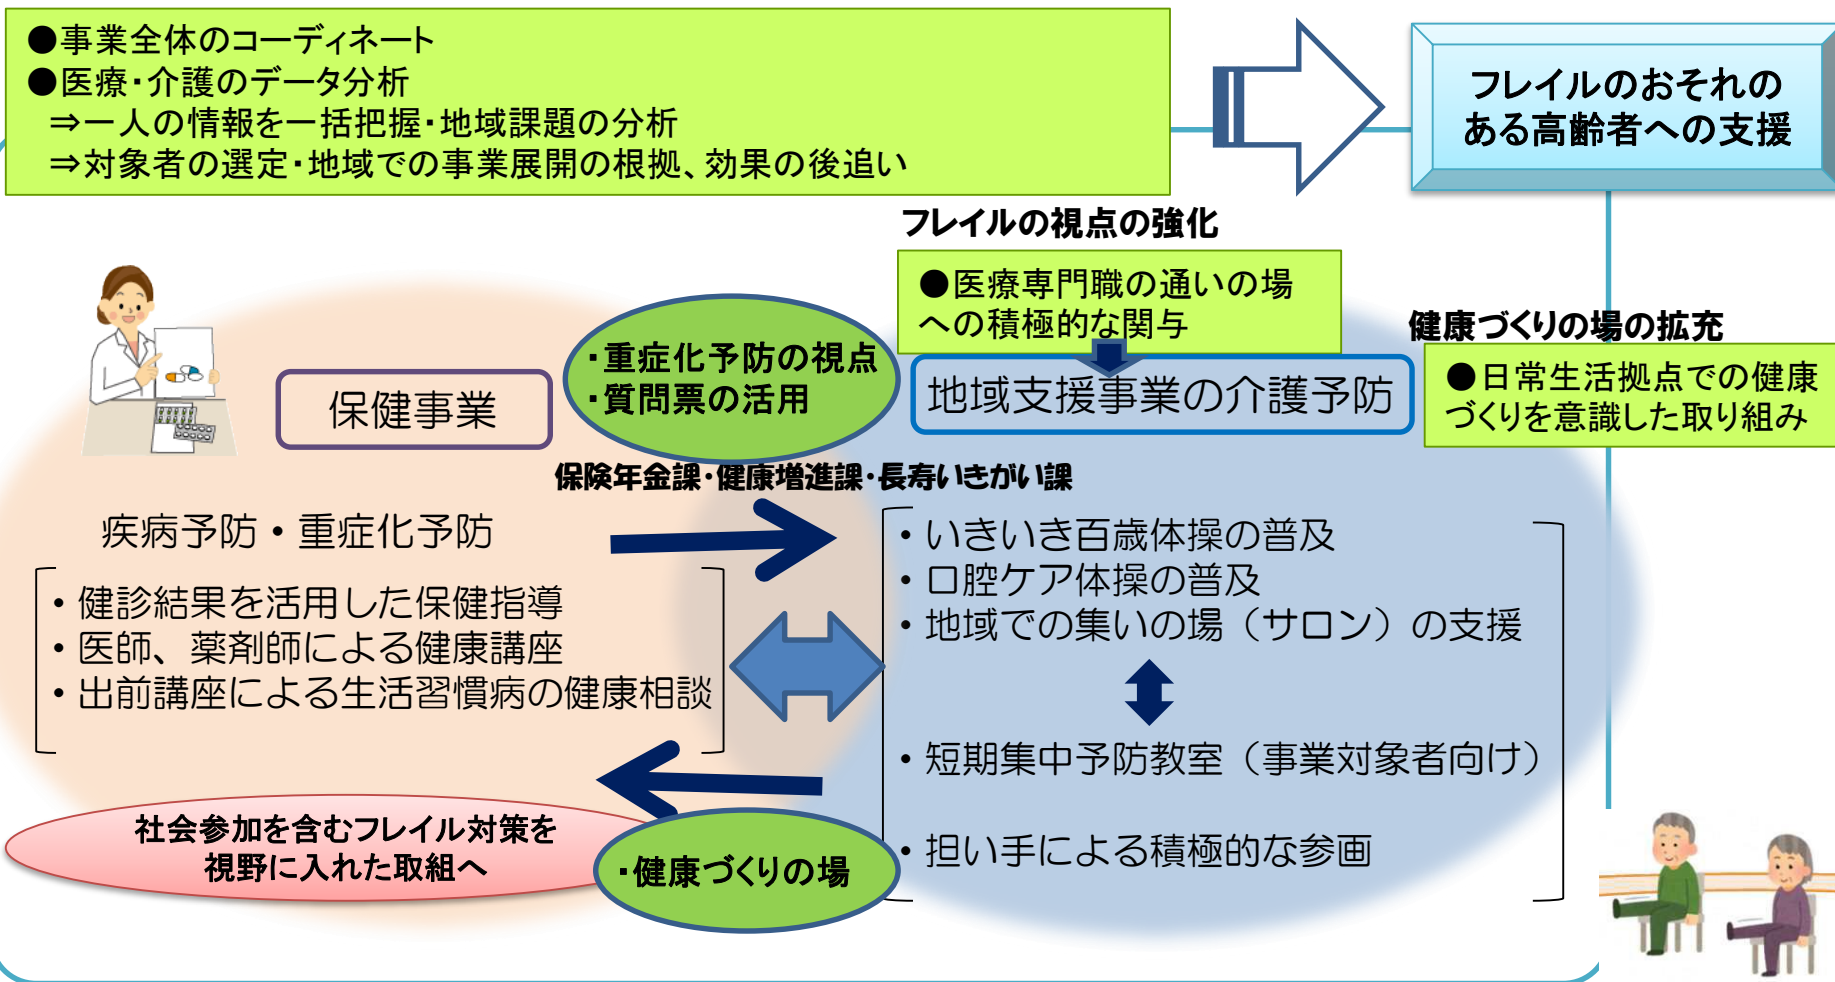 ●事業全体のコーディネート
●医療・介護のデータ分析
⇒一人の情報を一括把握・地域課題の分析
⇒対象者の選定・地域での事業展開の根拠、効果の後追い
フレイルのおそれの
ある高齢者への支援
フレイルの視点の強化
●医療専門職の通いの場
への積極的な関与
健康づくりの場の拡充
●日常生活拠点での健康
づくりを意識した取り組み
・重症化予防の視点
・質問票の活用
保健事業
地域支援事業の介護予防
保険年金課・健康増進課・長寿いきがい課
疾病予防・重症化予防
・健診結果を活用した保健指導
・医師、薬剤師による健康講座
・出前講座による生活習慣病の健康相談
・いきいき百歳体操の普及
・口腔ケア体操の普及
・地域での集いの場（サロン）の支援
・短期集中予防教室（事業対象者向け）
・担い手による積極的な参画
社会参加を含むフレイル対策を
視野に入れた取組へ
・健康づくりの場